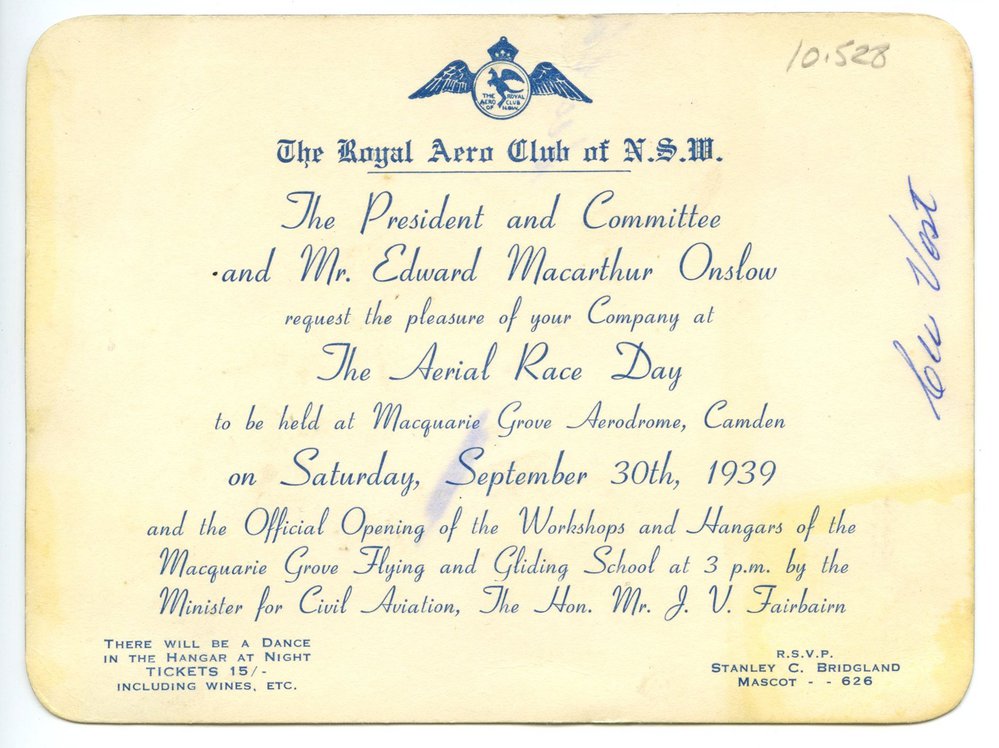 10.528
THE ROYAL
AERO CLUB
OF N.S.W.
The Royal Aero Club of N.S.W.
The President and Committee
and Mr. Edward Macarthur Onslow
request the pleasure of your Company at
The Aerial Race Day
to be held at Macquarie Grove Aerodrome, Camden
on Saturday, September 30th, 1939
and the Official Opening of the Workshops and Hangars of the
Macquarie Grove Flying and Gliding School at 3 p.m. by the
Minister for Civil Aviation, The Hon. Mr. J. V. Fairbairn
THERE WILL BE A DANCE
IN THE HANGAR AT NIGHT
TICKETS 15/-
INCLUDING WINES, ETC.
R.S.V.P.
STANLEY C. BRIDGLAND
MASCOT - - 626